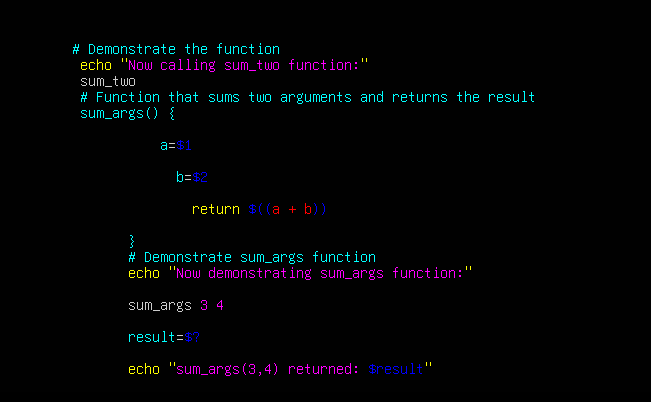 # Demonstrate the function
echo "Now calling sum_two function:"
sum_two
# Function that sums two arguments and returns the result
sum_args() {
a=$1
b=$2
return $((a + b))
}
# Demonstrate sum_args function
echo "Now demonstrating sum_args function:"
sum_args 3 4
result=$?
echo "sum_args(3,4) returned: $result"